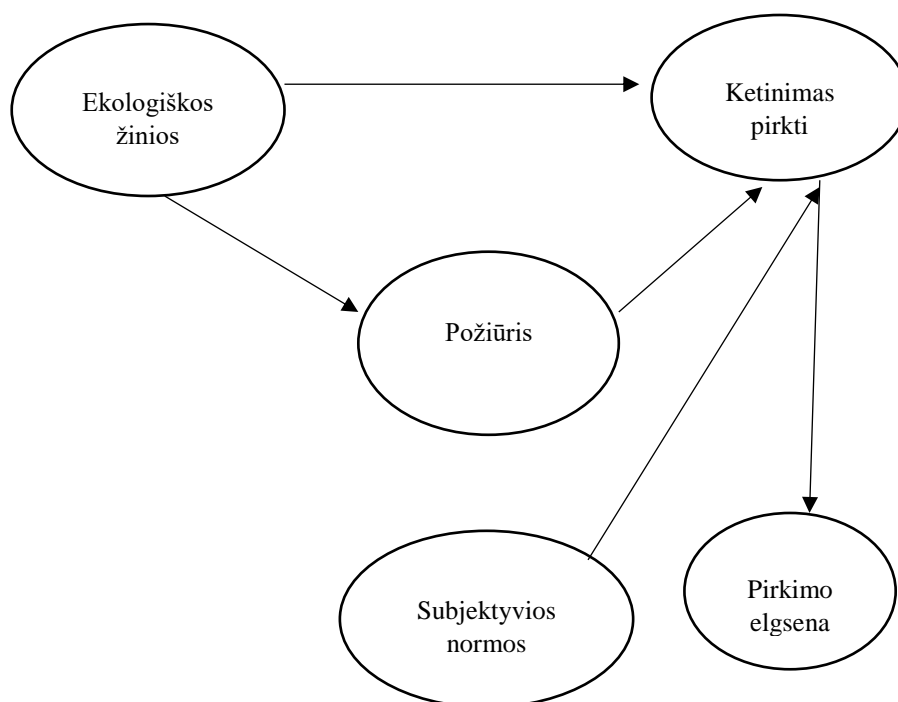 Ekologiškos
žinios
Ketinimas
pirkti
Požiūris
Subjektyvios
normos
Pirkimo
elgsena